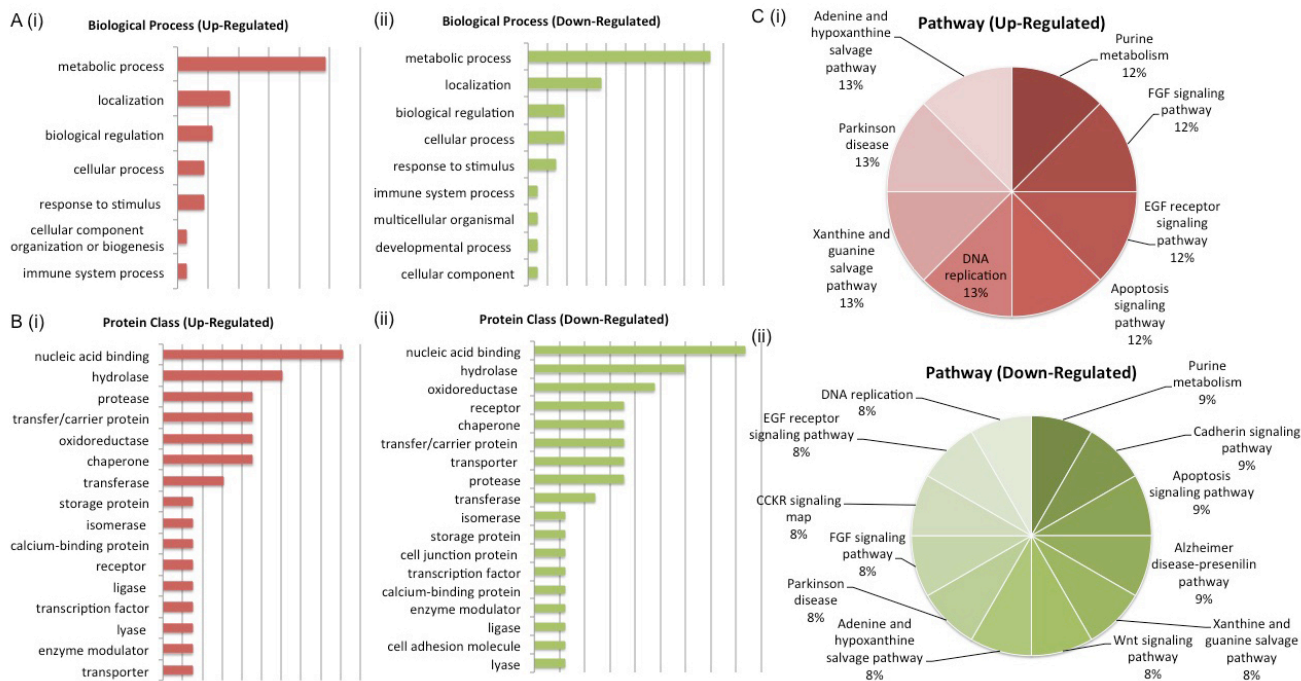 A (i)
Biological Process (Up-Regulated)
metabolic process
localization
biological regulation
cellular process
response to stimulus
cellular component
organization or biogenesis
immune system process
(ii)
Biological Process (Down-Regulated)
metabolic process
localization
biological regulation
cellular process
response to stimulus
immune system process
multicellular organismal
developmental process
cellular component
B (i)
Protein Class (Up-Regulated)
nucleic acid binding
hydrolase
protease
transfer/carrier protein
oxidoreductase
chaperone
transferase
storage protein
isomerase
calcium-binding protein
receptor
ligase
transcription factor
lyase
enzyme modulator
transporter
(ii)
Protein Class (Down-Regulated)
nucleic acid binding
hydrolase
oxidoreductase
receptor
chaperone
transfer/carrier protein
transporter
protease
transferase
isomerase
storage protein
cell junction protein
transcription factor
calcium-binding protein
enzyme modulator
ligase
cell adhesion molecule
lyase
C (i)
Pathway (Up-Regulated)
Adenine and
hypoxanthine
salvage
pathway
13%
Purine
metabolism
12%
FGF signaling
pathway
12%
EGF receptor
signaling
pathway
12%
Apoptosis
signaling
pathway
12%
DNA
replication
13%
Xanthine and
guanine
salvage
pathway
13%
Parkinson
disease
13%
(ii)
Pathway (Down-Regulated)
Purine
metabolism
9%
Cadherin signaling
pathway
9%
Apoptosis
signaling pathway
9%
Alzheimer
disease-presenilin
pathway
9%
Xanthine and
guanine salvage
pathway
8%
Wnt signaling
pathway
8%
Adenine and
hypoxanthine
salvage pathway
8%
Parkinson
disease
8%
FGF signaling
pathway
8%
CCKR signaling
map
8%
EGF receptor
signaling pathway
8%
DNA replication
8%